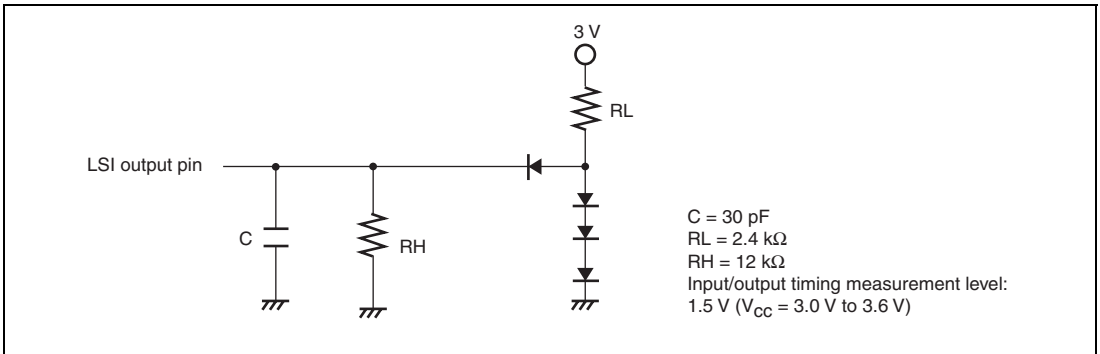 3 V
RL
LSI output pin
C
RH
C = 30 pF
RL = 2.4 kΩ
RH = 12 kΩ
Input/output timing measurement level:
1.5 V (VCC = 3.0 V to 3.6 V)